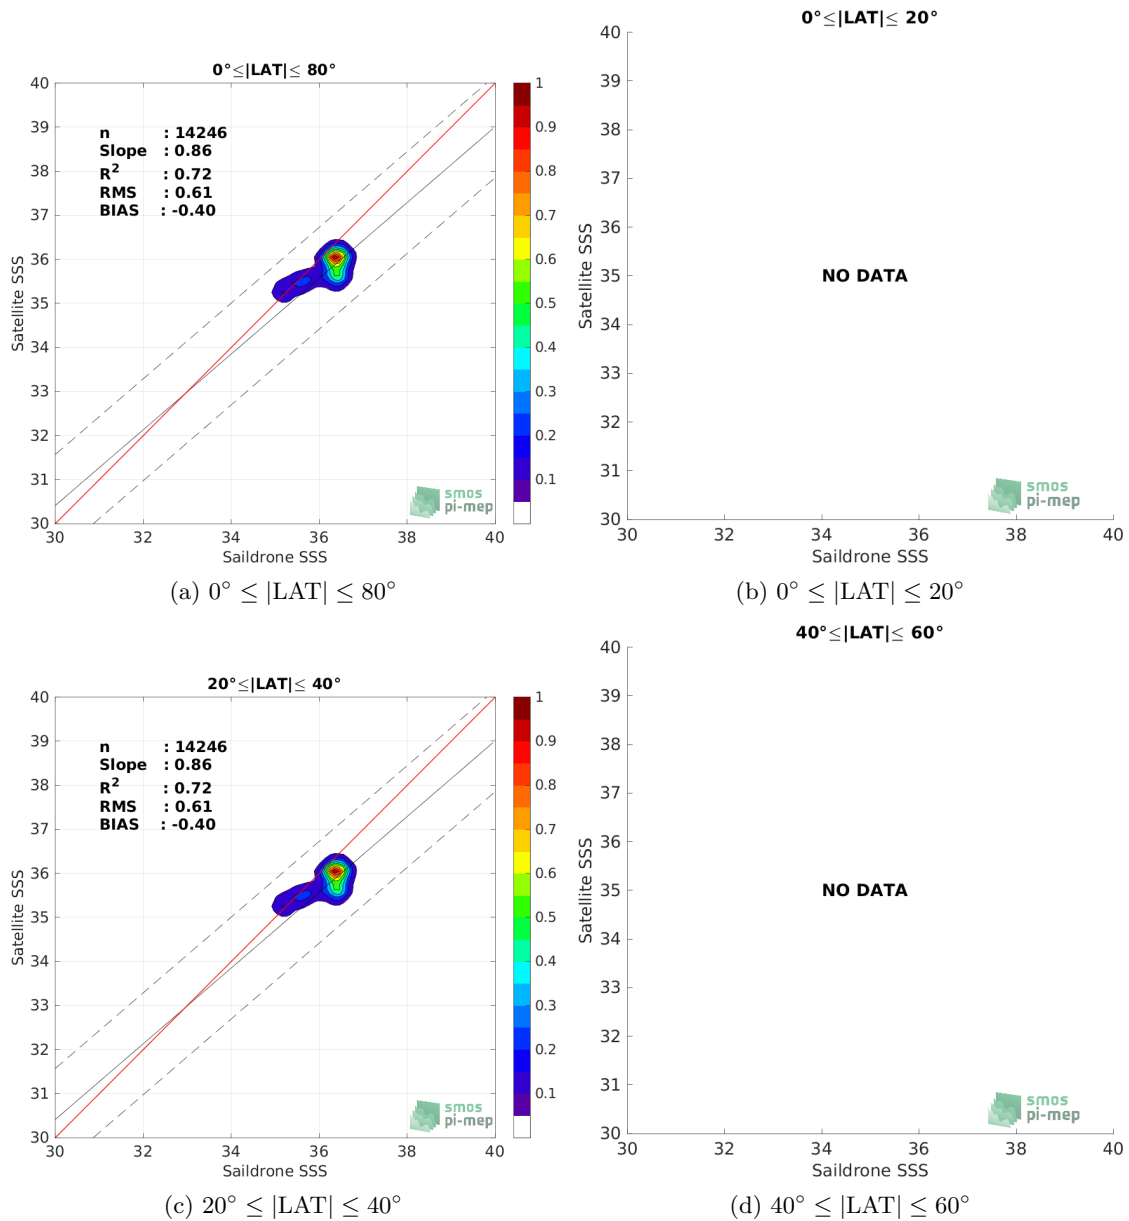 0°≤|LAT|≤ 80°
40
39
38
37
36
35
34
33
32
31
30
Satellite SSS
n : 14246
Slope : 0.86
R² : 0.72
RMS : 0.61
BIAS : -0.40
smos
pi-mep
30 32 34 36 38 40
Saildrone SSS
1
0.9
0.8
0.7
0.6
0.5
0.4
0.3
0.2
0.1
(a) 0° ≤ |LAT| ≤ 80°
0°≤|LAT|≤ 20°
40
39
38
37
36
35
34
33
32
31
30
Satellite SSS
NO DATA
smos
pi-mep
30 32 34 36 38 40
Saildrone SSS
(b) 0° ≤ |LAT| ≤ 20°
20°≤|LAT|≤ 40°
40
39
38
37
36
35
34
33
32
31
30
Satellite SSS
n : 14246
Slope : 0.86
R² : 0.72
RMS : 0.61
BIAS : -0.40
smos
pi-mep
30 32 34 36 38 40
Saildrone SSS
1
0.9
0.8
0.7
0.6
0.5
0.4
0.3
0.2
0.1
(c) 20° ≤ |LAT| ≤ 40°
40°≤|LAT|≤ 60°
40
39
38
37
36
35
34
33
32
31
30
Satellite SSS
NO DATA
smos
pi-mep
30 32 34 36 38 40
Saildrone SSS
(d) 40° ≤ |LAT| ≤ 60°